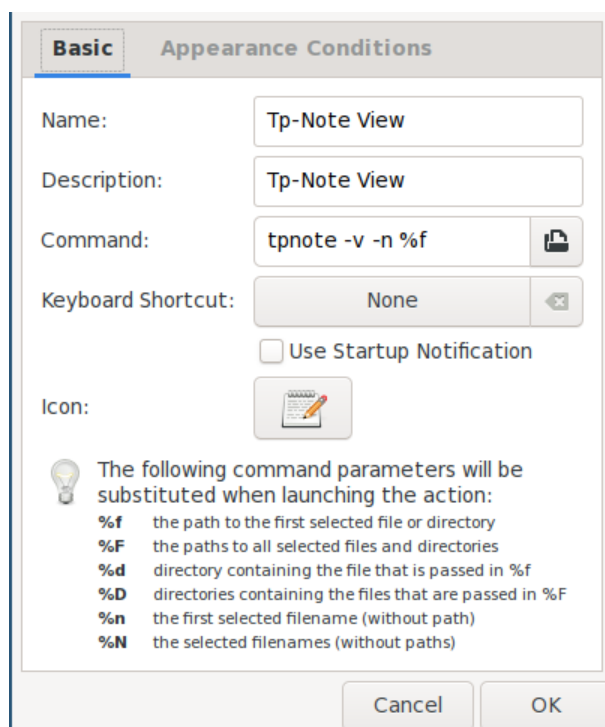 Basic Appearance Conditions
Name: Tp-Note View
Description: Tp-Note View
Command: tpnote -v -n %f
Keyboard Shortcut: None
Use Startup Notification
Icon:
The following command parameters will be
substituted when launching the action:
%f the path to the first selected file or directory
%F the paths to all selected files and directories
%d directory containing the file that is passed in %f
%D directories containing the files that are passed in %F
%n the first selected filename (without path)
%N the selected filenames (without paths)
Cancel OK